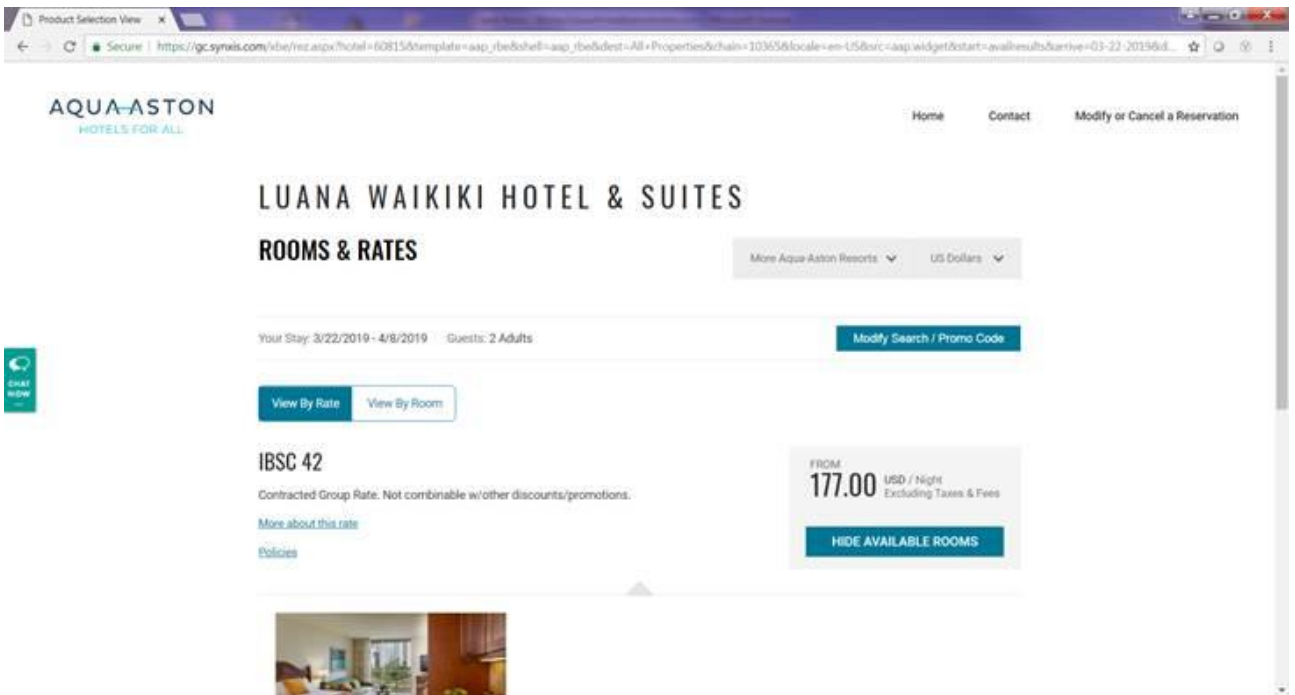 Product Selection View
Secure | https://gc.synxis.com/xbe/rez.aspx?hotel=60815&template=aap_rbe&shell=aap_rbe&dest=All+Properties&chain=10365&locale=en-US&src=aap.widget&start=availresults&arrive=03-22-2019&d...
AQUA-ASTON
HOTELS FOR ALL
Home Contact Modify or Cancel a Reservation
LUANA WAIKIKI HOTEL & SUITES
ROOMS & RATES
More Aqua-Aston Resorts US Dollars
Your Stay: 3/22/2019 - 4/8/2019 Guests: 2 Adults
Modify Search / Promo Code
CHAT
NOW
View By Rate View By Room
IBSC 42
Contracted Group Rate. Not combinable w/other discounts/promotions.
More about this rate
Policies
FROM
177.00 USD / Night
Excluding Taxes & Fees
HIDE AVAILABLE ROOMS